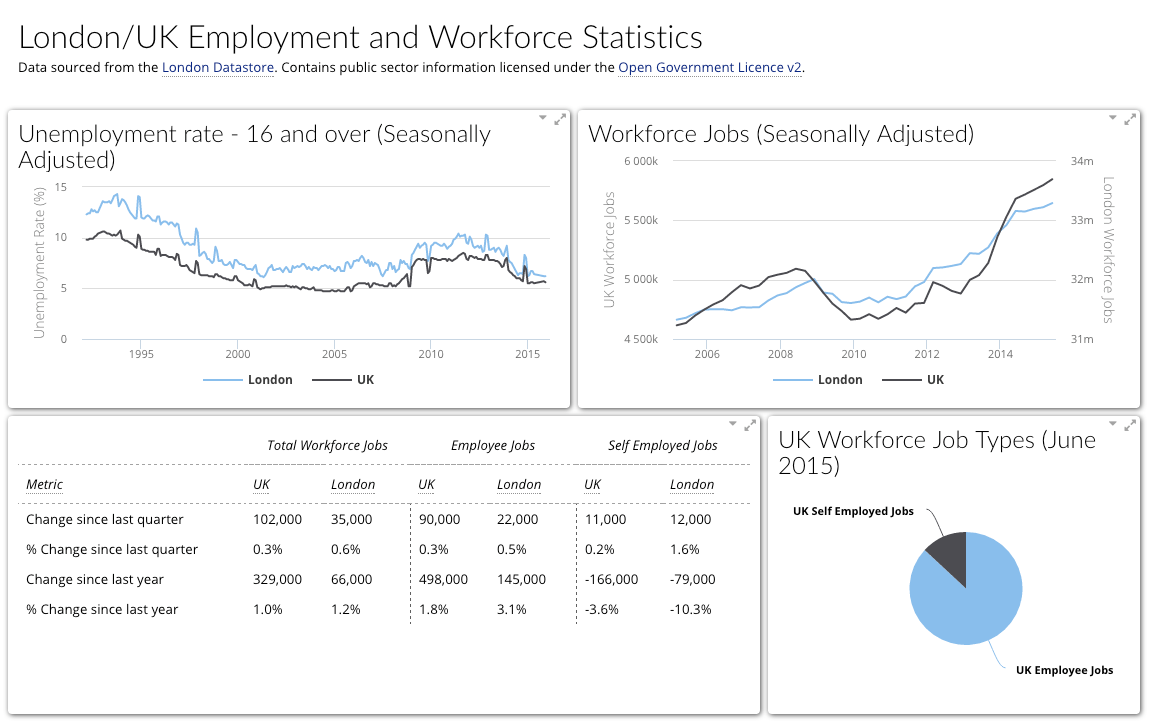 London/UK Employment and Workforce Statistics
Data sourced from the London Datastore. Contains public sector information licensed under the Open Government Licence v2.
Unemployment rate - 16 and over (Seasonally
Adjusted)
Unemployment Rate (%)
15
10
5
0
1995 2000 2005 2010 2015
London UK
Workforce Jobs (Seasonally Adjusted)
UK Workforce Jobs
6 000k
5 500k
5 000k
4 500k
34m
33m
32m
31m
London Workforce Jobs
2006 2008 2010 2012 2014
London UK
Total Workforce Jobs Employee Jobs Self Employed Jobs
Metric UK London UK London UK London
Change since last quarter 102,000 35,000 90,000 22,000 11,000 12,000
% Change since last quarter 0.3% 0.6% 0.3% 0.5% 0.2% 1.6%
Change since last year 329,000 66,000 498,000 145,000 -166,000 -79,000
% Change since last year 1.0% 1.2% 1.8% 3.1% -3.6% -10.3%
UK Workforce Job Types (June
2015)
UK Self Employed Jobs
UK Employee Jobs